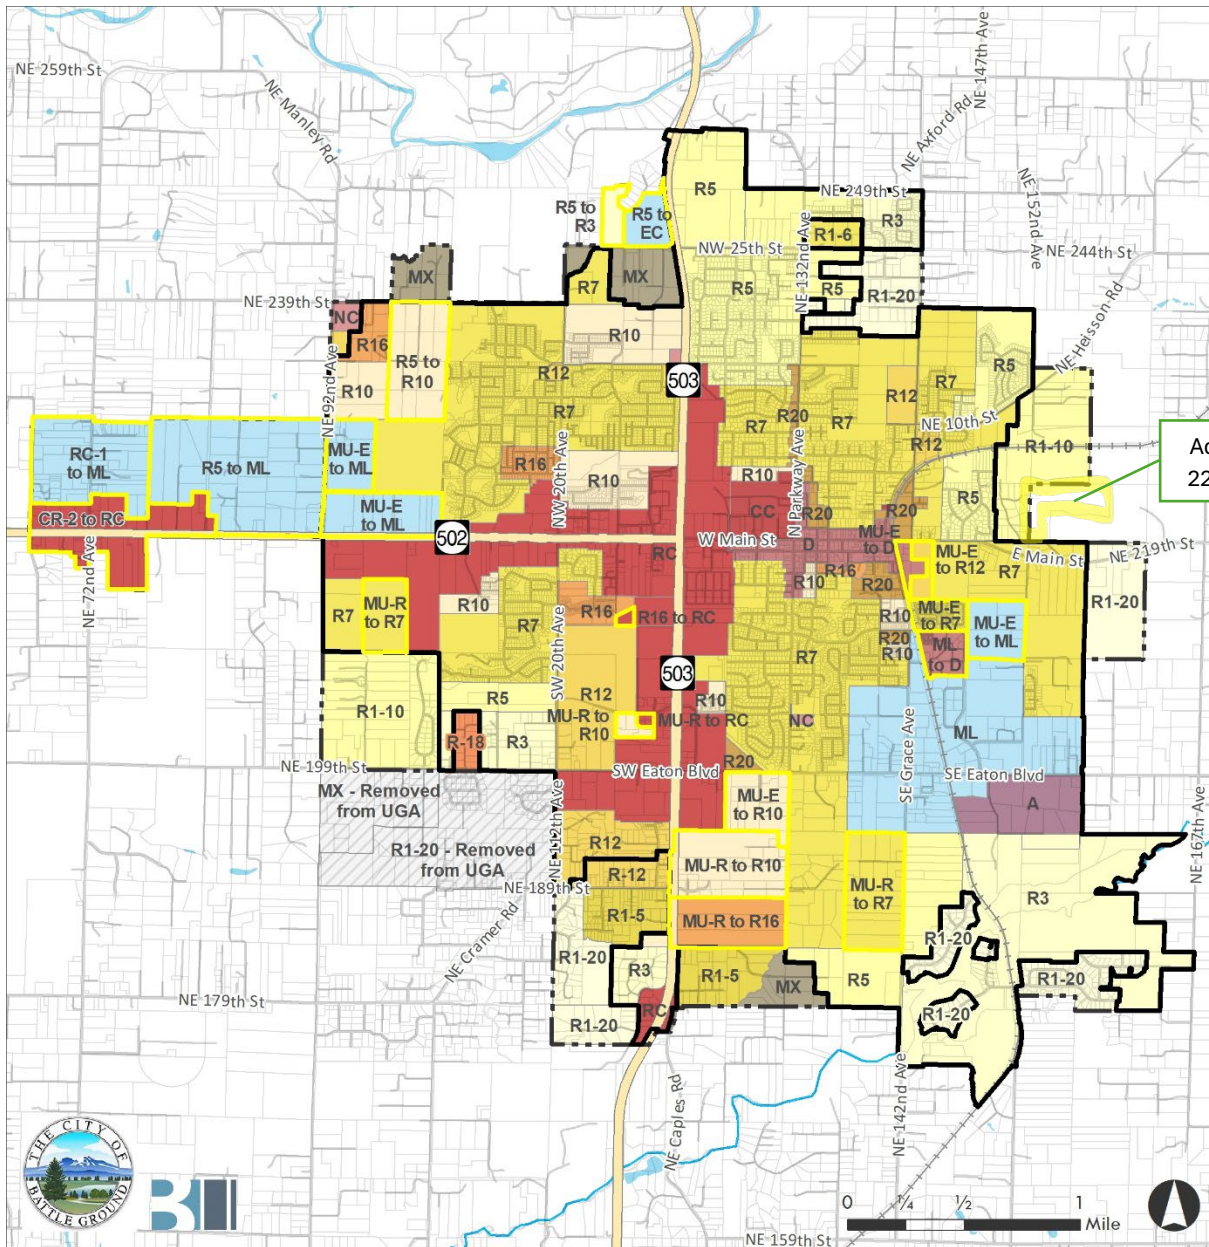 NE 259th St
NE Manley Rd
NE 147th Ave
NE Axford Rd
NE 152nd Ave
NE 249th St
R5
R3
R5 to
R3
R5 to
EC
R1-6
NE 132nd Ave
NE 244th St
NW 25th St
MX
MX
R7
R5
R5
R1-20
NE 239th St
NE Heisson Rd
NC
R16
R10
R5 to
R10
R10
R12
503
R5
R7
R12
NE 92nd Ave
R10
R7
R20
R7
R7
NE 10th St
R12
R1-10
Ac
22
RC-1
to ML
R5 to ML
MU-E
to ML
R16
NW 20th Ave
R10
R10
N Parkway Ave
R5
MU-E
to ML
CC
R20
R20
CR-2 to RC
502
W Main St
RC
D
MU-E
to D
E Main St
NE 219th St
MU-E
to R12
R7
NE 72nd Ave
R10
R16
R20
R1-20
R7
MU-R
to R7
R10
R7
R16
R16 to RC
R10
MU-E
to R7
MU-E
to ML
R20
R10
ML
to D
SW 20th Ave
503
R7
R1-10
R5
R12
R10
MU-R to
R10
MU-R to RC
NC
R-18
R3
ML
SE Grace Ave
NE 199th St
SW Eaton Blvd
R20
SE Eaton Blvd
MX - Removed
from UGA
MU-E
to R10
A
NE 112th Ave
NE 167th Ave
R1-20 - Removed
from UGA
R12
MU-R to R10
R-12
NE 189th St
MU-R
to R7
R3
R1-5
MU-R to R16
NE Cramer Rd
R1-20
R1-20
R3
R1-5
MX
R5
R1-20
NE 179th St
RC
R1-20
R1-20
NE Caples Rd
NE 142nd Ave
THE CITY OF
BATTLE GROUND
0 ¼ ½ 1
Mile
NE 159th St